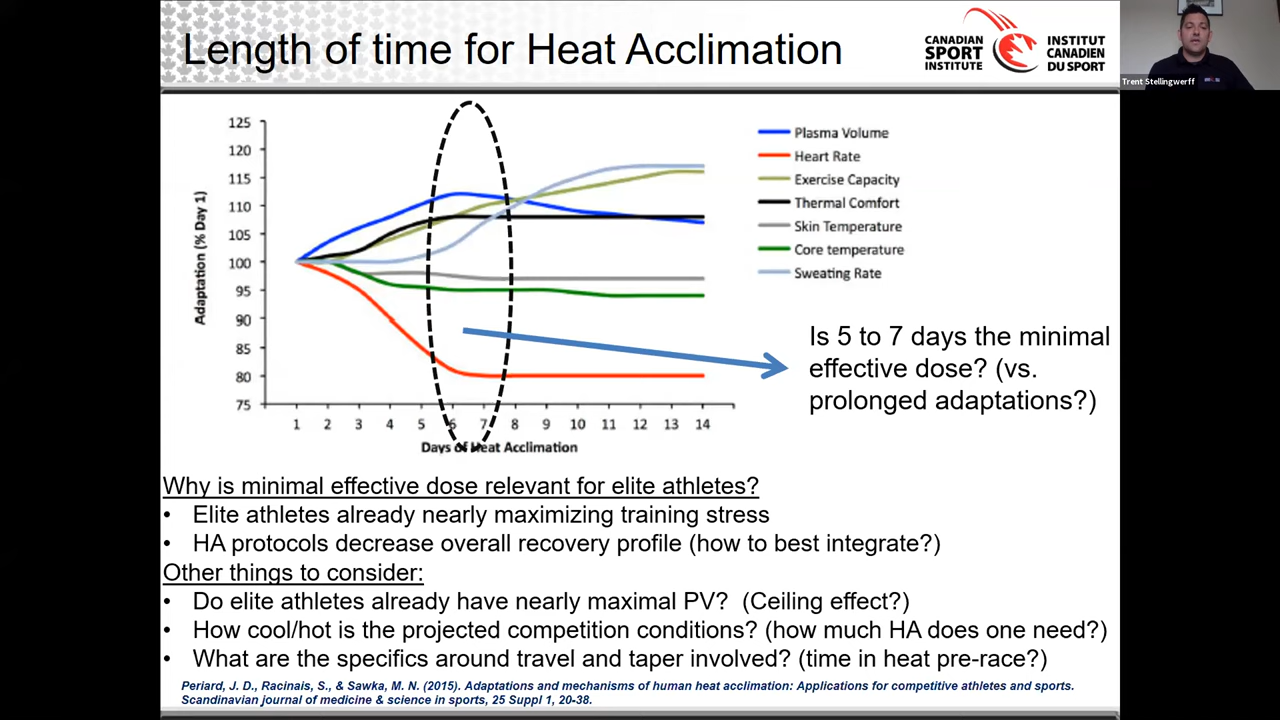 Length of time for Heat Acclimation
CANADIAN
SPORT
INSTITUTE
INSTITUT
CANADIEN
DU SPORT
Trent Stellingwerff
125
120
115
110
105
100
95
90
85
80
75
Adaptation (% Day 1)
1 2 3 4 5 6 7 8 9 10 11 12 13 14
Days of Heat Acclimation
Plasma Volume
Heart Rate
Exercise Capacity
Thermal Comfort
Skin Temperature
Core temperature
Sweating Rate
Is 5 to 7 days the minimal
effective dose? (vs.
prolonged adaptations?)
Why is minimal effective dose relevant for elite athletes?
• Elite athletes already nearly maximizing training stress
• HA protocols decrease overall recovery profile (how to best integrate?)
Other things to consider:
• Do elite athletes already have nearly maximal PV? (Ceiling effect?)
• How cool/hot is the projected competition conditions? (how much HA does one need?)
• What are the specifics around travel and taper involved? (time in heat pre-race?)
Periard, J. D., Racinais, S., & Sawka, M. N. (2015). Adaptations and mechanisms of human heat acclimation: Applications for competitive athletes and sports.
Scandinavian journal of medicine & science in sports, 25 Suppl 1, 20-38.